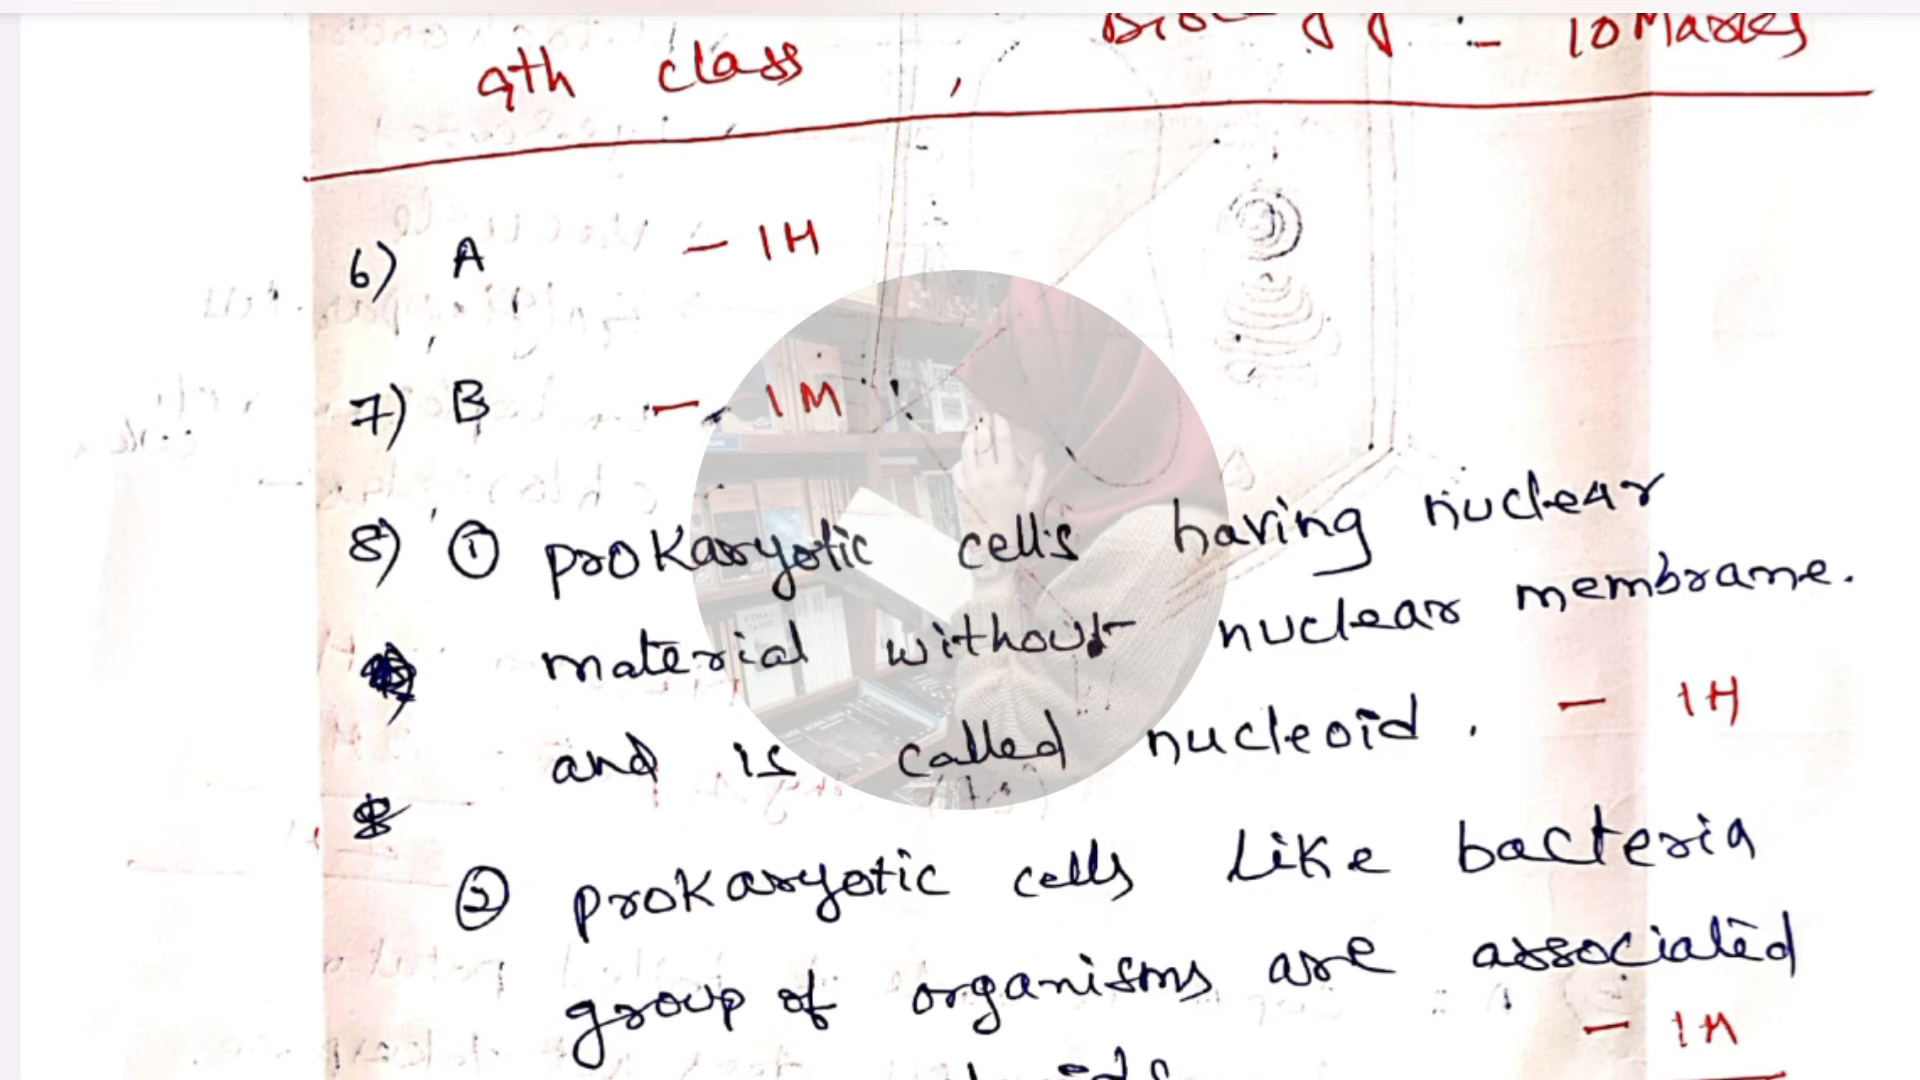 9th class , Biology :- 10 Marks
6) A - 1M
7) B - 1M
8) ① prokaryotic cells having nuclear
material without nuclear membrane.
and is called nucleoid. - 1M
② prokaryotic cells like bacteria
group of organisms are associated
- 1M